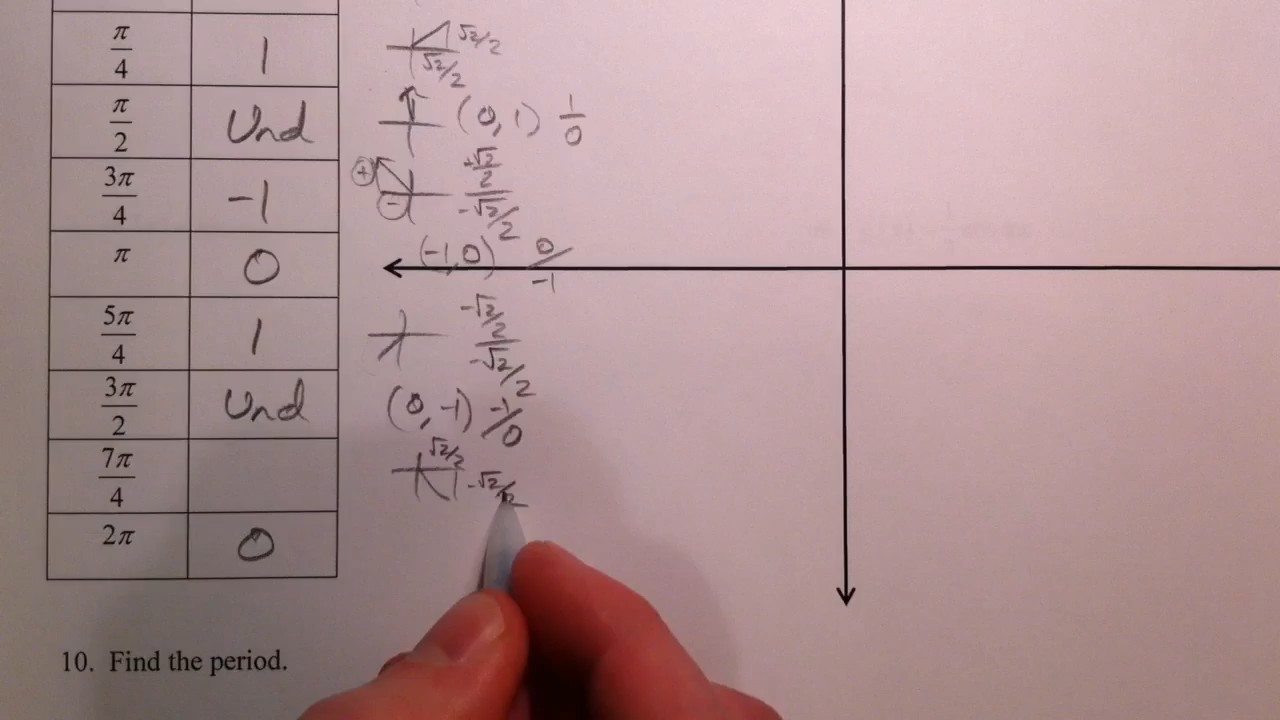 π/4 1 √2/2 √2/2
π/2 Und (0, 1) 1/0
3π/4 -1 + - +√2/2 / -√2/2
π 0 (-1,0) 0/-1
5π/4 1 -√2/2 / -√2/2
3π/2 Und (0, -1) -1/0
7π/4 √2/2 -√2/2
2π 0
10. Find the period.